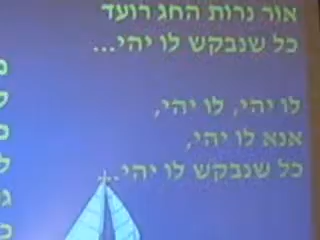 אור נרות החג רועד
כל שנבקש לו יהי...
לו יהי, לו יהי,
אנא לו יהי,
כל שנבקש לו יהי...